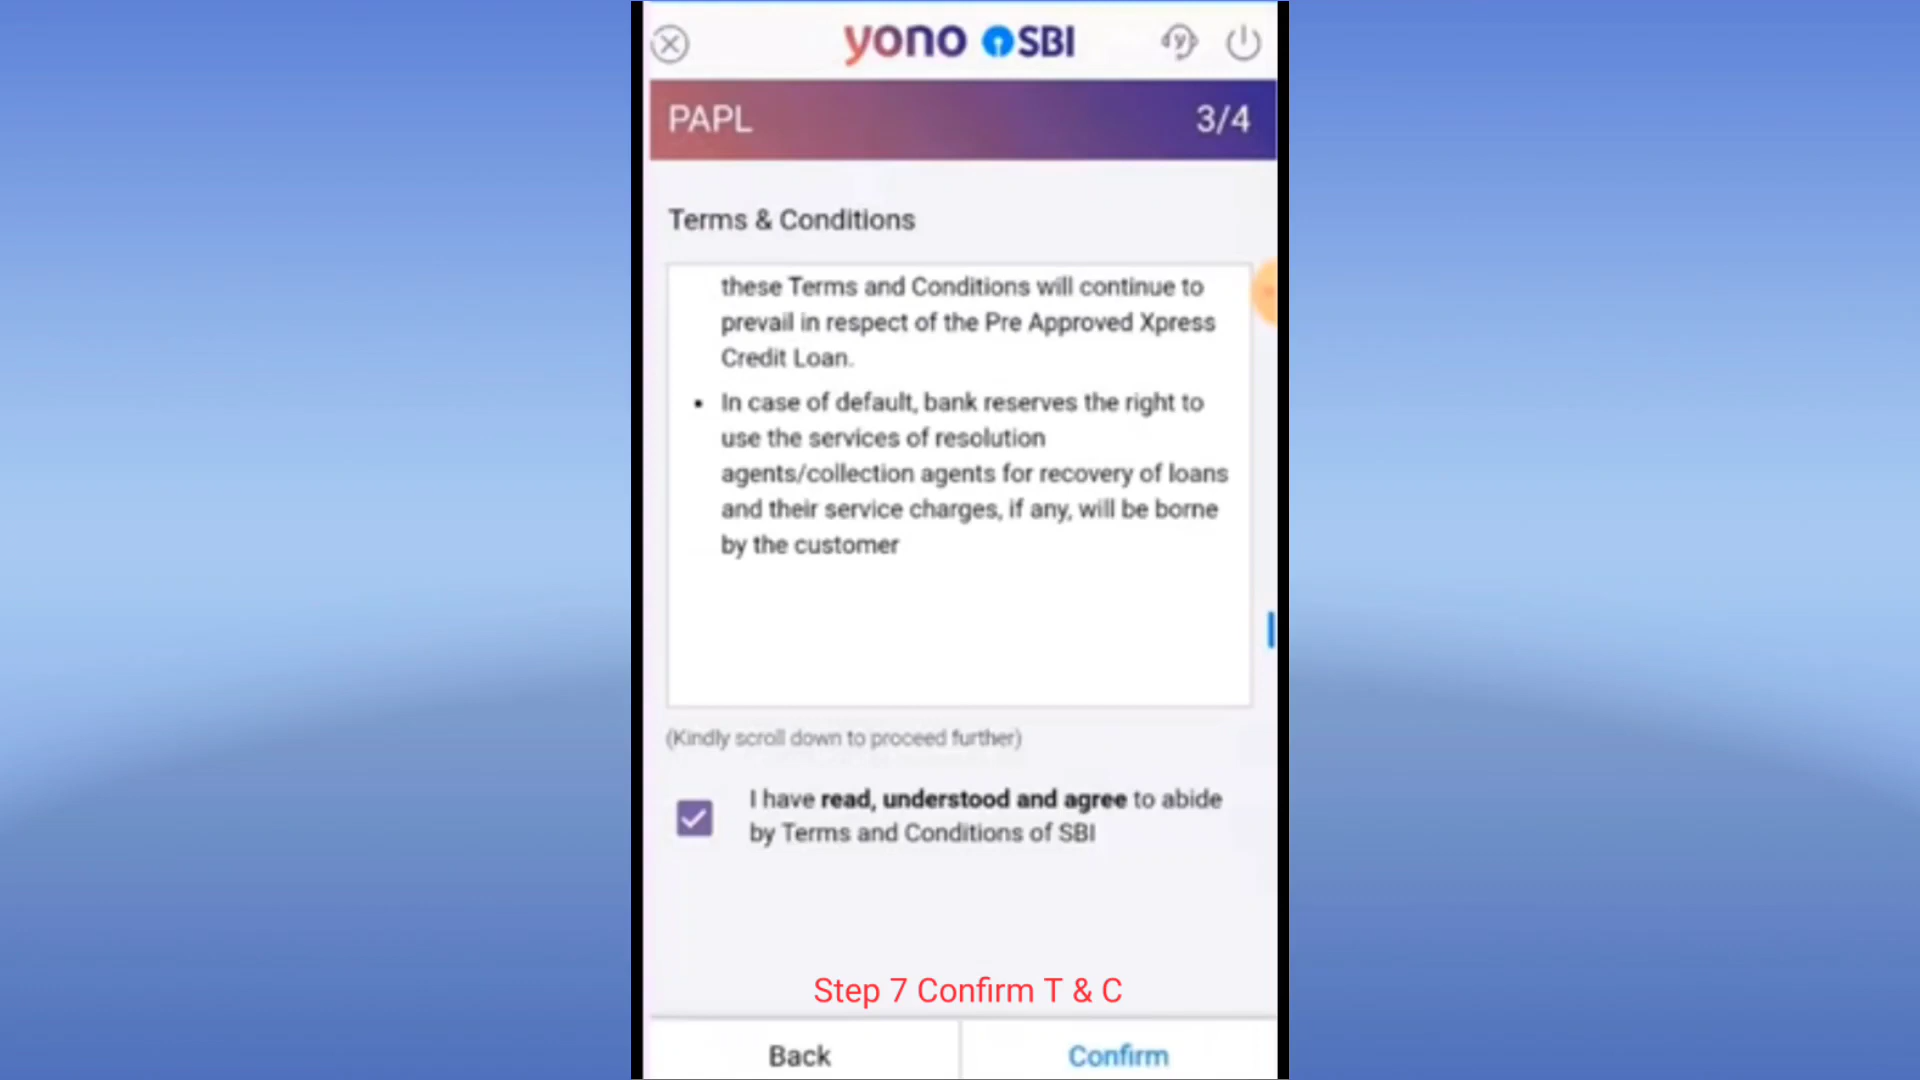 yono SBI
PAPL 3/4
Terms & Conditions
these Terms and Conditions will continue to
prevail in respect of the Pre Approved Xpress
Credit Loan.
• In case of default, bank reserves the right to
use the services of resolution
agents/collection agents for recovery of loans
and their service charges, if any, will be borne
by the customer
(Kindly scroll down to proceed further)
I have read, understood and agree to abide
by Terms and Conditions of SBI
Step 7 Confirm T & C
Back Confirm